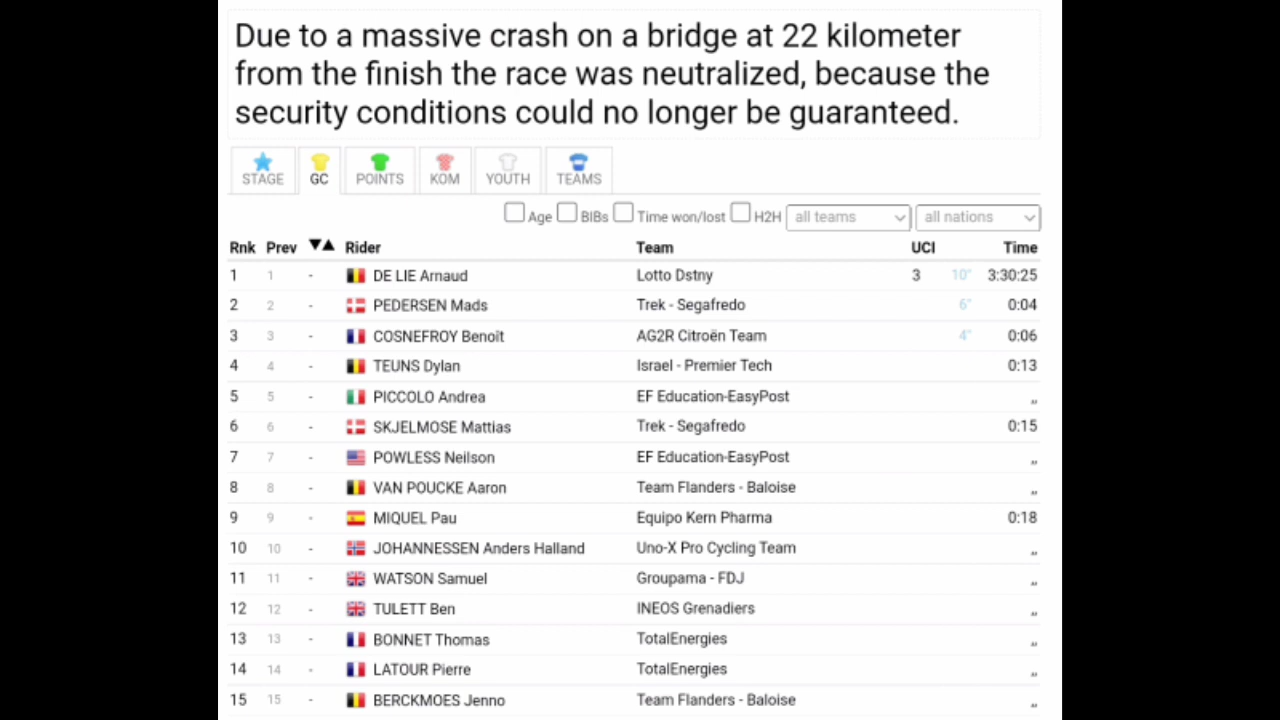 Due to a massive crash on a bridge at 22 kilometer
from the finish the race was neutralized, because the
security conditions could no longer be guaranteed.
STAGE GC POINTS KOM YOUTH TEAMS
Age BIBs Time won/lost H2H all teams all nations
Rnk Prev ▼▲ Rider Team UCI Time
1 1 - DE LIE Arnaud Lotto Dstny 3 10" 3:30:25
2 2 - PEDERSEN Mads Trek - Segafredo 6" 0:04
3 3 - COSNEFROY Benoît AG2R Citroën Team 4" 0:06
4 4 - TEUNS Dylan Israel - Premier Tech 0:13
5 5 - PICCOLO Andrea EF Education-EasyPost ,,
6 6 - SKJELMOSE Mattias Trek - Segafredo 0:15
7 7 - POWLESS Neilson EF Education-EasyPost ,,
8 8 - VAN POUCKE Aaron Team Flanders - Baloise ,,
9 9 - MIQUEL Pau Equipo Kern Pharma 0:18
10 10 - JOHANNESSEN Anders Halland Uno-X Pro Cycling Team ,,
11 11 - WATSON Samuel Groupama - FDJ ,,
12 12 - TULETT Ben INEOS Grenadiers ,,
13 13 - BONNET Thomas TotalEnergies ,,
14 14 - LATOUR Pierre TotalEnergies ,,
15 15 - BERCKMOES Jenno Team Flanders - Baloise ,,